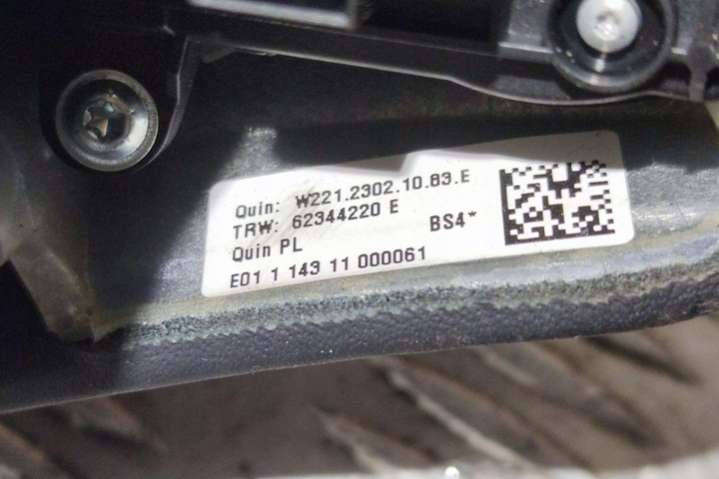 Quin: W221.2302.10.83.E
TRW: 62344220 E BS4*
Quin PL
E01 1 143 11 000061